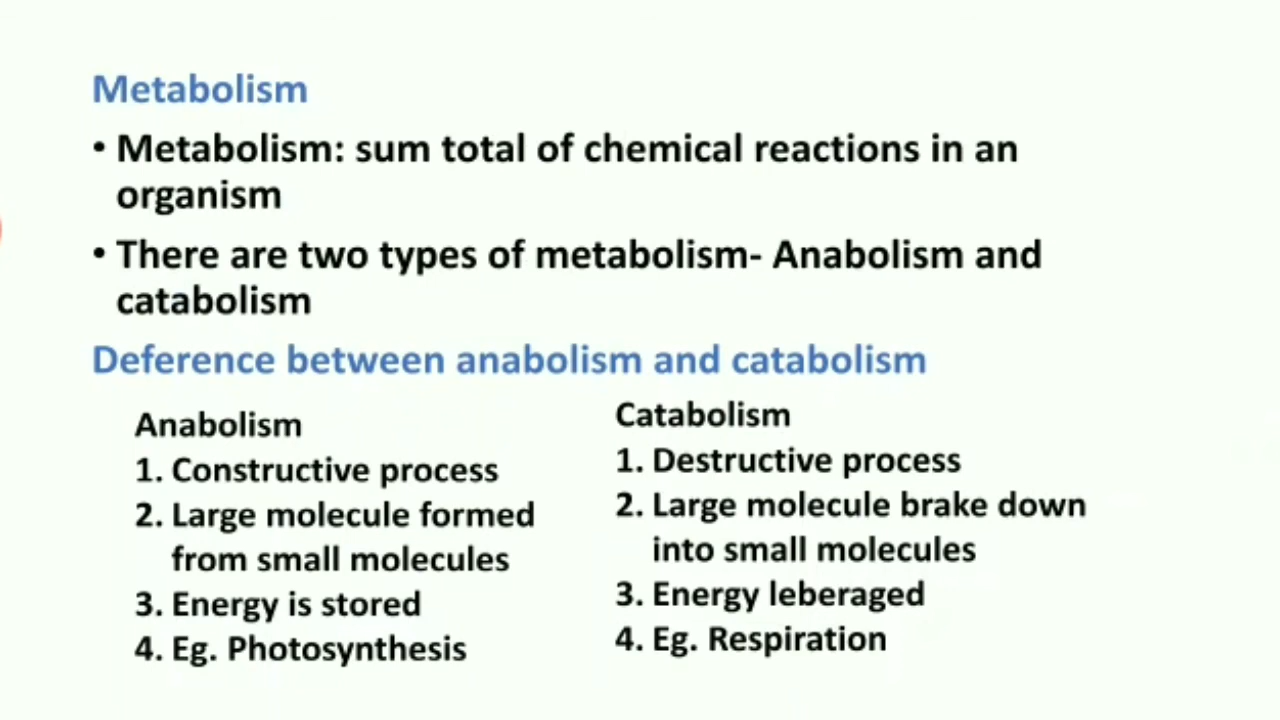 Metabolism
• Metabolism: sum total of chemical reactions in an
organism
• There are two types of metabolism- Anabolism and
catabolism
Deference between anabolism and catabolism
Anabolism
1. Constructive process
2. Large molecule formed
from small molecules
3. Energy is stored
4. Eg. Photosynthesis
Catabolism
1. Destructive process
2. Large molecule brake down
into small molecules
3. Energy leberaged
4. Eg. Respiration